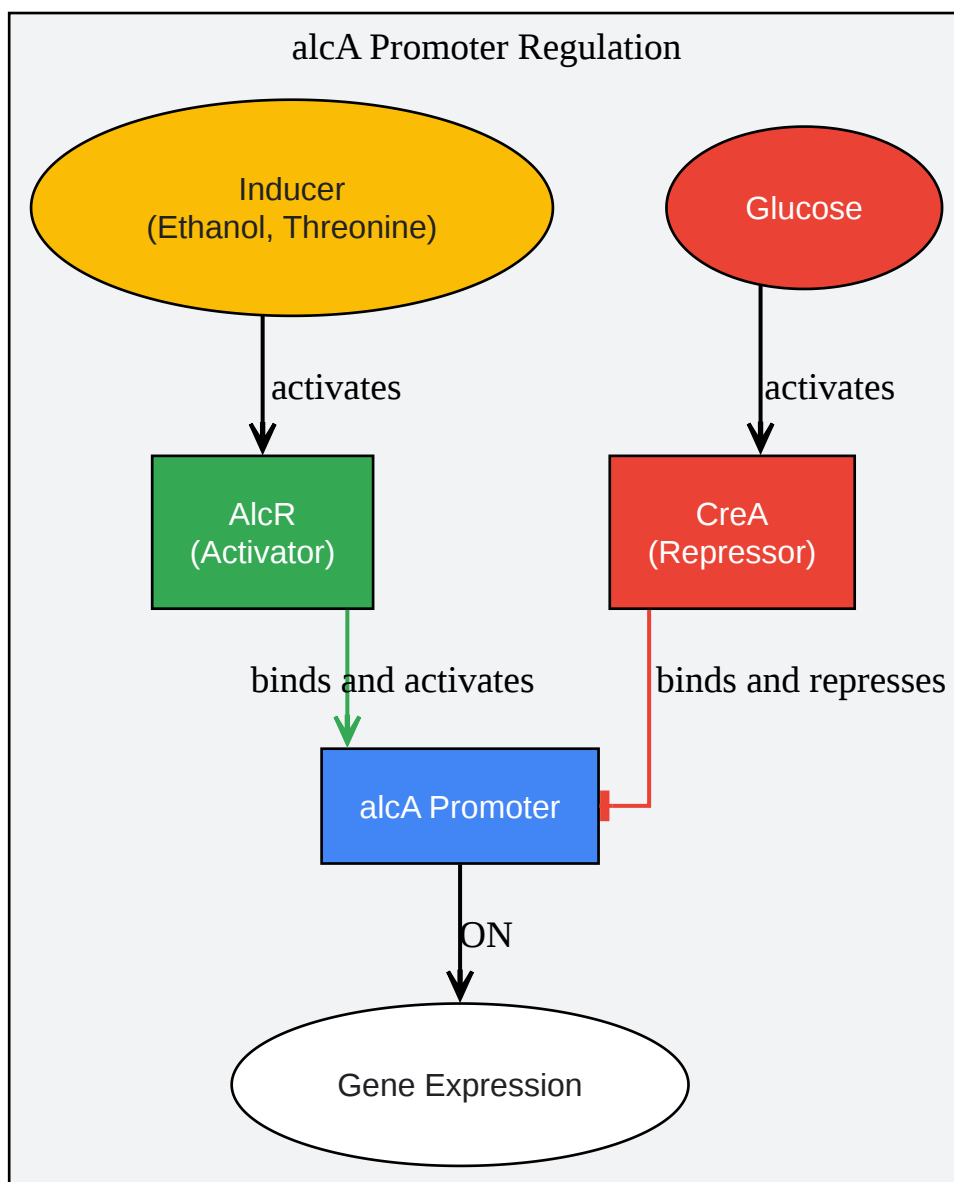 alcA Promoter Regulation
Inducer
(Ethanol, Threonine)
Glucose
activates
activates
AlcR
(Activator)
CreA
(Repressor)
binds and activates
binds and represses
alcA Promoter
ON
Gene Expression